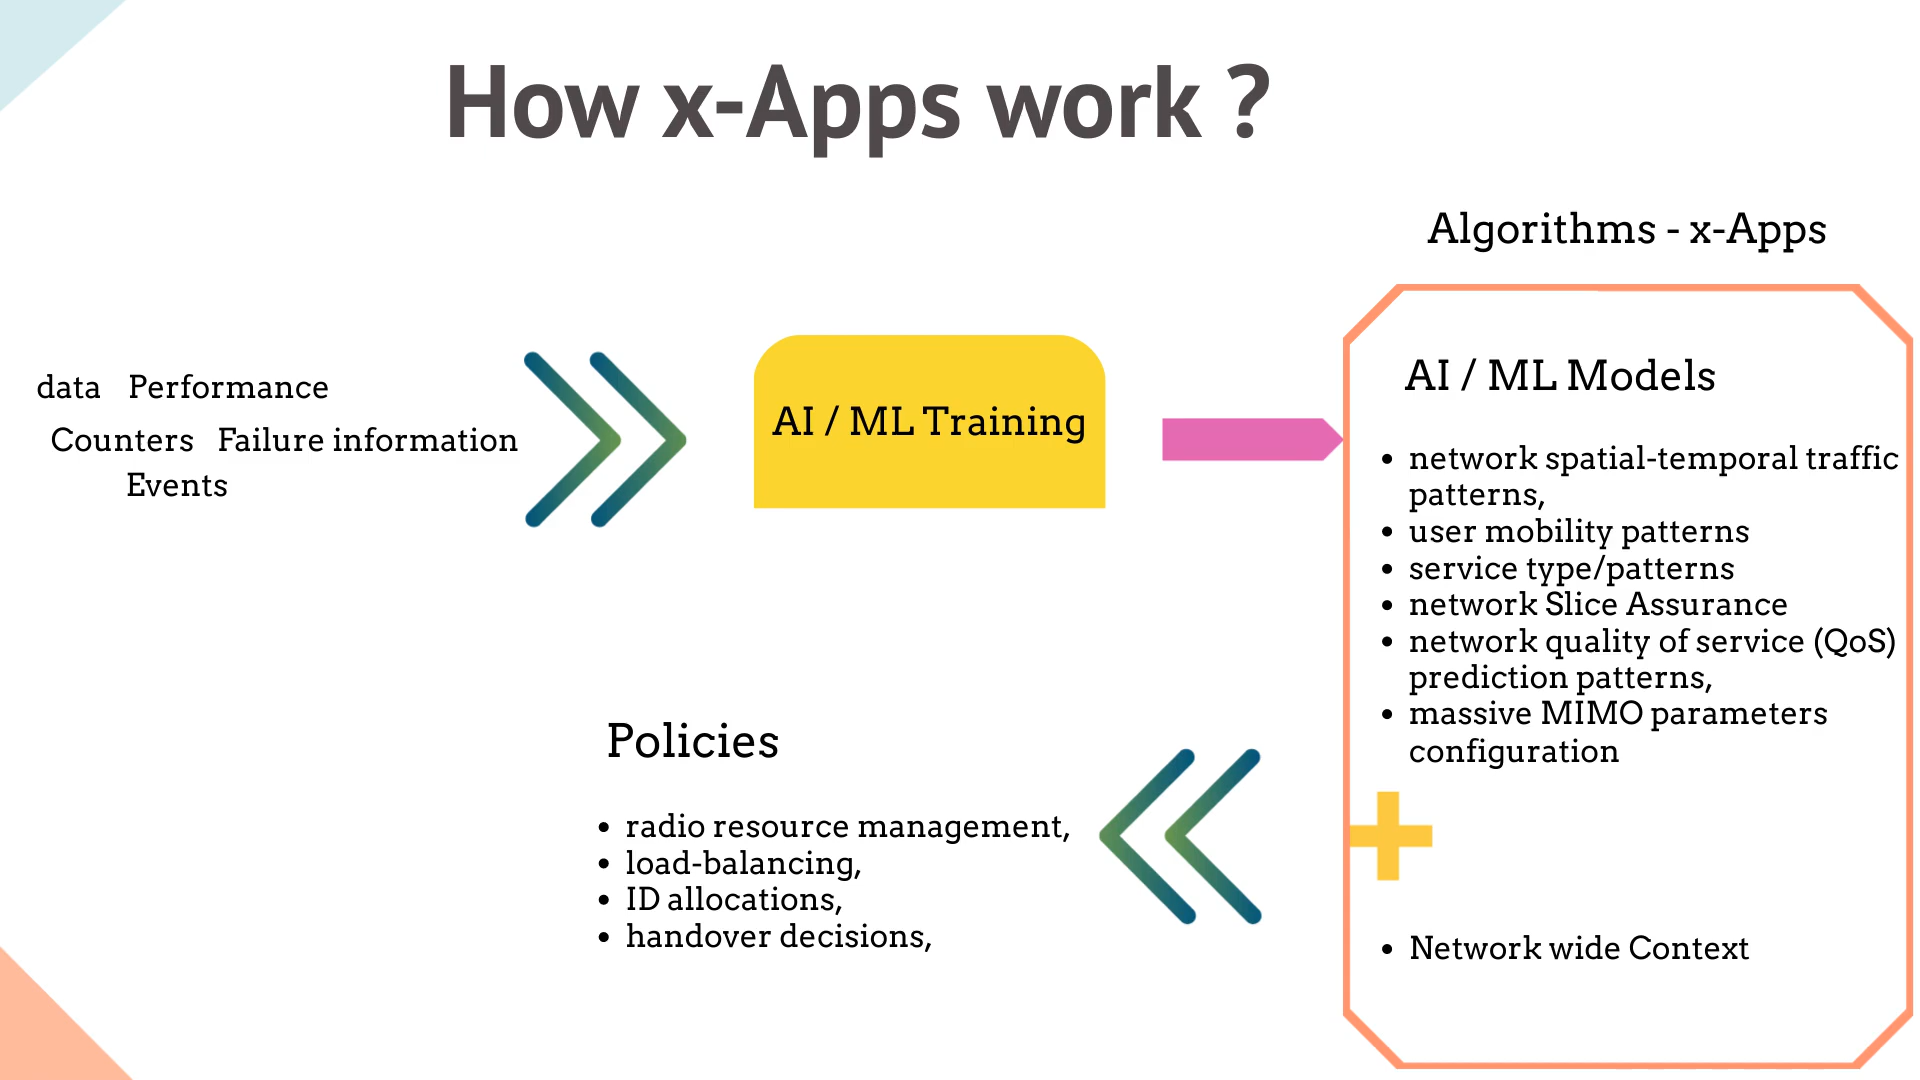 How x-Apps work ?
Algorithms - x-Apps
data Performance
Counters Failure information
Events
AI / ML Training
AI / ML Models
• network spatial-temporal traffic
patterns,
• user mobility patterns
• service type/patterns
• network Slice Assurance
• network quality of service (QoS)
prediction patterns,
• massive MIMO parameters
configuration
• Network wide Context
Policies
• radio resource management,
• load-balancing,
• ID allocations,
• handover decisions,